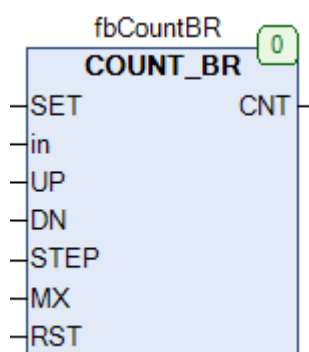 fbCountBR
0
COUNT_BR
SET CNT
in
UP
DN
STEP
MX
RST